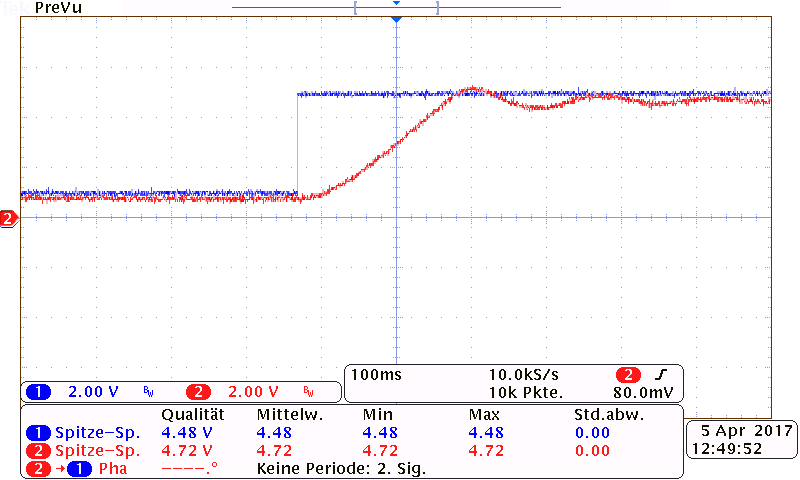 Tek PreVu
2
1 2.00 V BW 2 2.00 V BW
100ms 10.0kS/s 2
10k Pkte. 80.0mV
Qualität Mittelw. Min Max Std.abw.
1 Spitze–Sp. 4.48 V 4.48 4.48 4.48 0.00
2 Spitze–Sp. 4.72 V 4.72 4.72 4.72 0.00
2 → 1 Pha ––––.° Keine Periode: 2. Sig.
5 Apr 2017
12:49:52